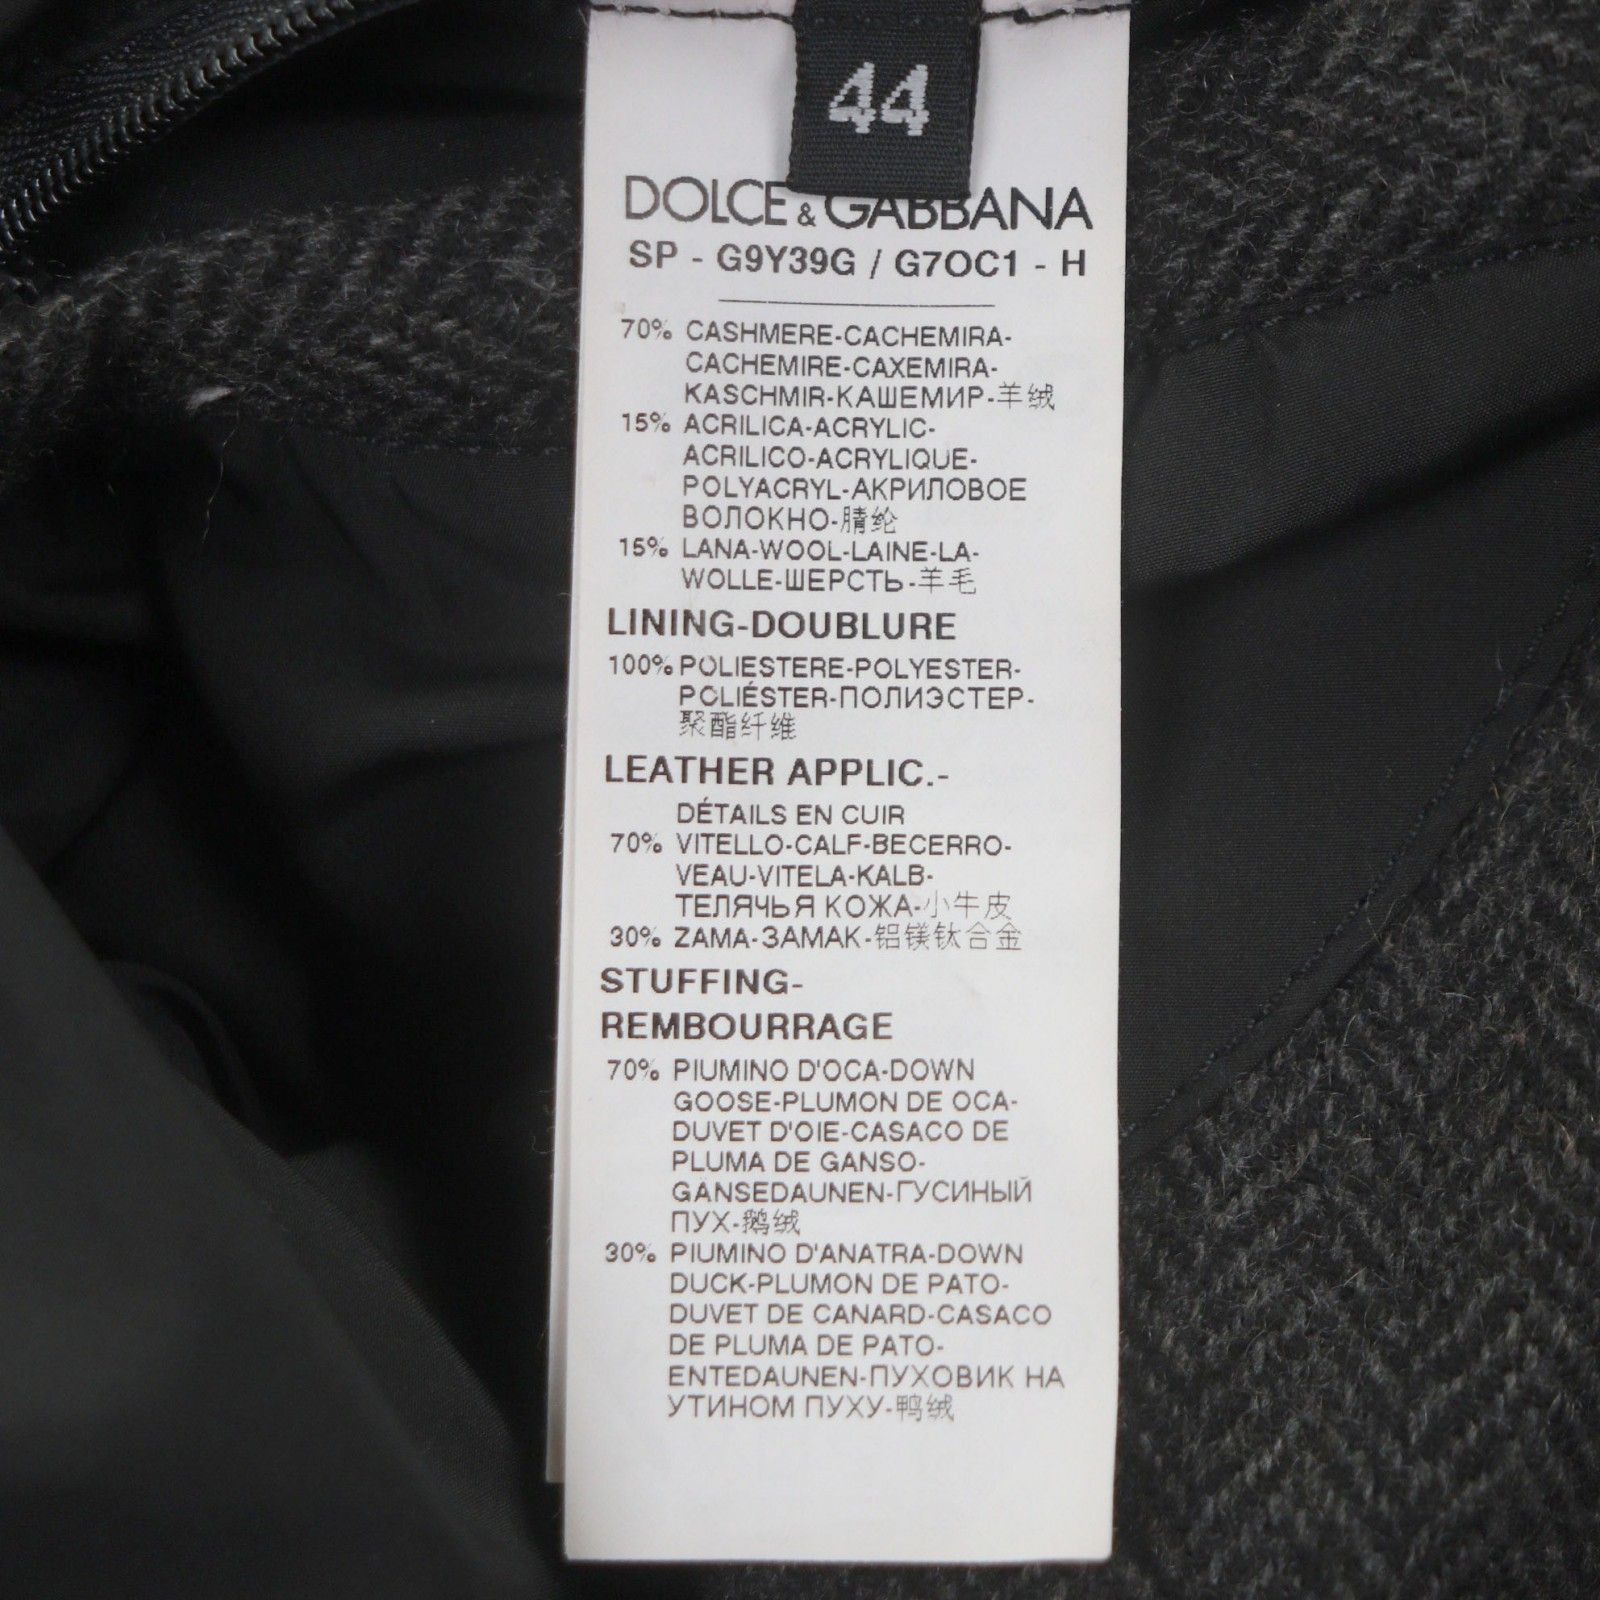 44
DOLCE & GABBANA
SP - G9Y39G / G7OC1 - H
70% CASHMERE-CACHEMIRA-
CACHEMIRE-CAXEMIRA-
KASCHMIR-КАШЕМИР-羊绒
15% ACRILICA-ACRYLIC-
ACRILICO-ACRYLIQUE-
POLYACRYL-АКРИЛОВОЕ
ВОЛОКНО-腈纶
15% LANA-WOOL-LAINE-LA-
WOLLE-ШЕРСТЬ-羊毛
LINING-DOUBLURE
100% POLIESTERE-POLYESTER-
POLIÉSTER-ПОЛИЭСТЕР-
聚酯纤维
LEATHER APPLIC.-
DÉTAILS EN CUIR
70% VITELLO-CALF-BECERRO-
VEAU-VITELA-KALB-
ТЕЛЯЧЬЯ КОЖА-小牛皮
30% ZAMA-ЗАМАК-铝镁钛合金
STUFFING-
REMBOURRAGE
70% PIUMINO D'OCA-DOWN
GOOSE-PLUMON DE OCA-
DUVET D'OIE-CASACO DE
PLUMA DE GANSO-
GANSEDAUNEN-ГУСИНЫЙ
ПУХ-鹅绒
30% PIUMINO D'ANATRA-DOWN
DUCK-PLUMON DE PATO-
DUVET DE CANARD-CASACO
DE PLUMA DE PATO-
ENTEDAUNEN-ПУХОВИК НА
УТИНОМ ПУХУ-鸭绒